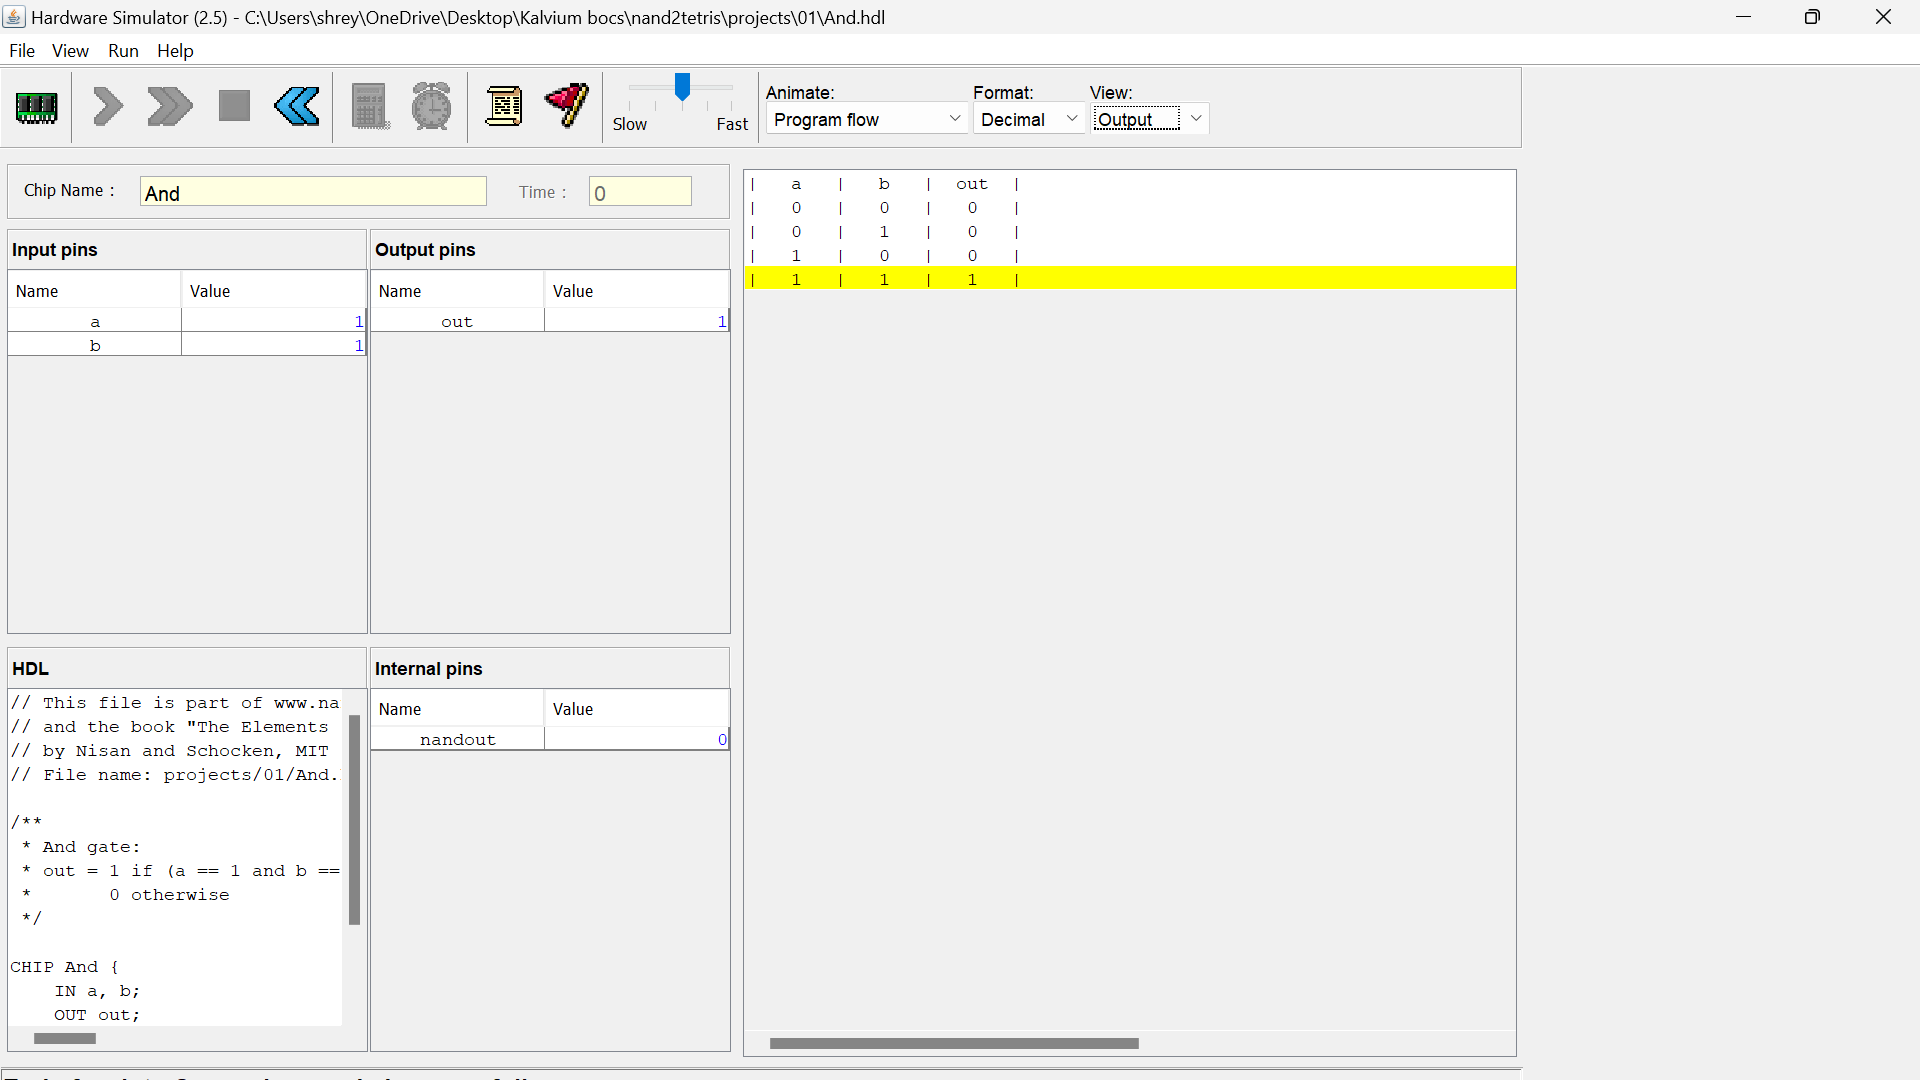 Hardware Simulator (2.5) - C:\Users\shrey\OneDrive\Desktop\Kalvium bocs\nand2tetris\projects\01\And.hdl
File View Run Help
Slow Fast
Animate: Format: View:
Program flow Decimal Output
Chip Name : And Time : 0
Input pins
Name Value
a 1
b 1
Output pins
Name Value
out 1
HDL
// This file is part of www.na
// and the book "The Elements
// by Nisan and Schocken, MIT
// File name: projects/01/And.
/**
* And gate:
* out = 1 if (a == 1 and b ==
* 0 otherwise
*/
CHIP And {
IN a, b;
OUT out;
Internal pins
Name Value
nandout 0
| a | b | out |
| 0 | 0 | 0 |
| 0 | 1 | 0 |
| 1 | 0 | 0 |
| 1 | 1 | 1 |